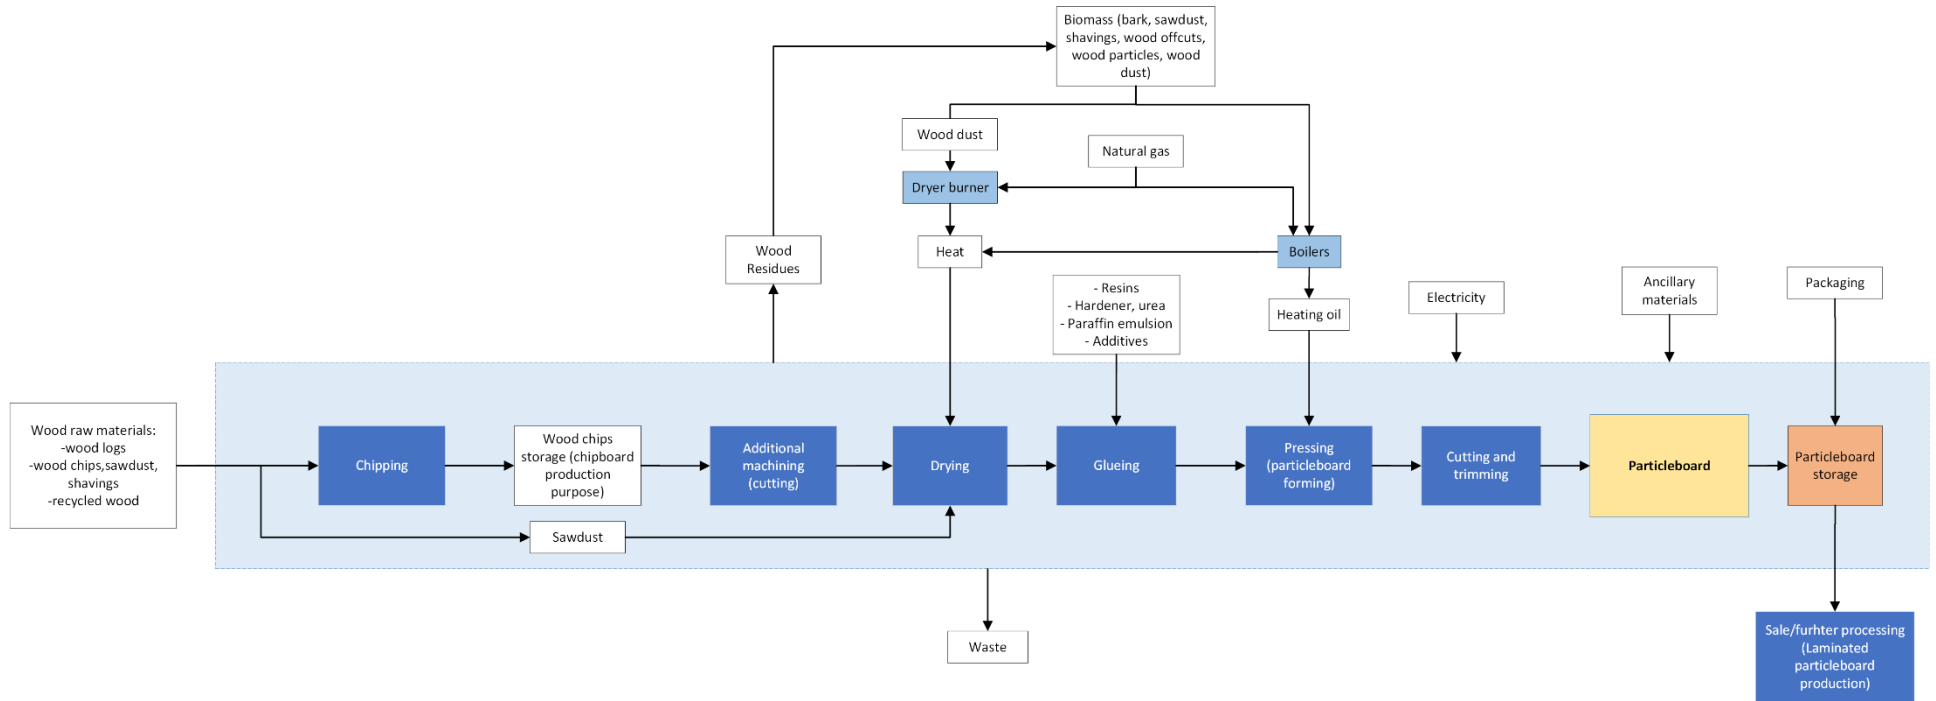 Biomass (bark, sawdust,
shavings, wood offcuts,
wood particles, wood
dust)
Wood dust
Natural gas
Dryer burner
Wood
Residues
Heat
Boilers
- Resins
- Hardener, urea
- Paraffin emulsion
- Additives
Heating oil
Electricity
Ancillary
materials
Packaging
Wood raw materials:
-wood logs
-wood chips,sawdust,
shavings
-recycled wood
Chipping
Wood chips
storage (chipboard
production
purpose)
Additional
machining
(cutting)
Drying
Glueing
Pressing
(particleboard
forming)
Cutting and
trimming
Particleboard
Particleboard
storage
Sawdust
Waste
Sale/furhter processing
(Laminated
particleboard
production)